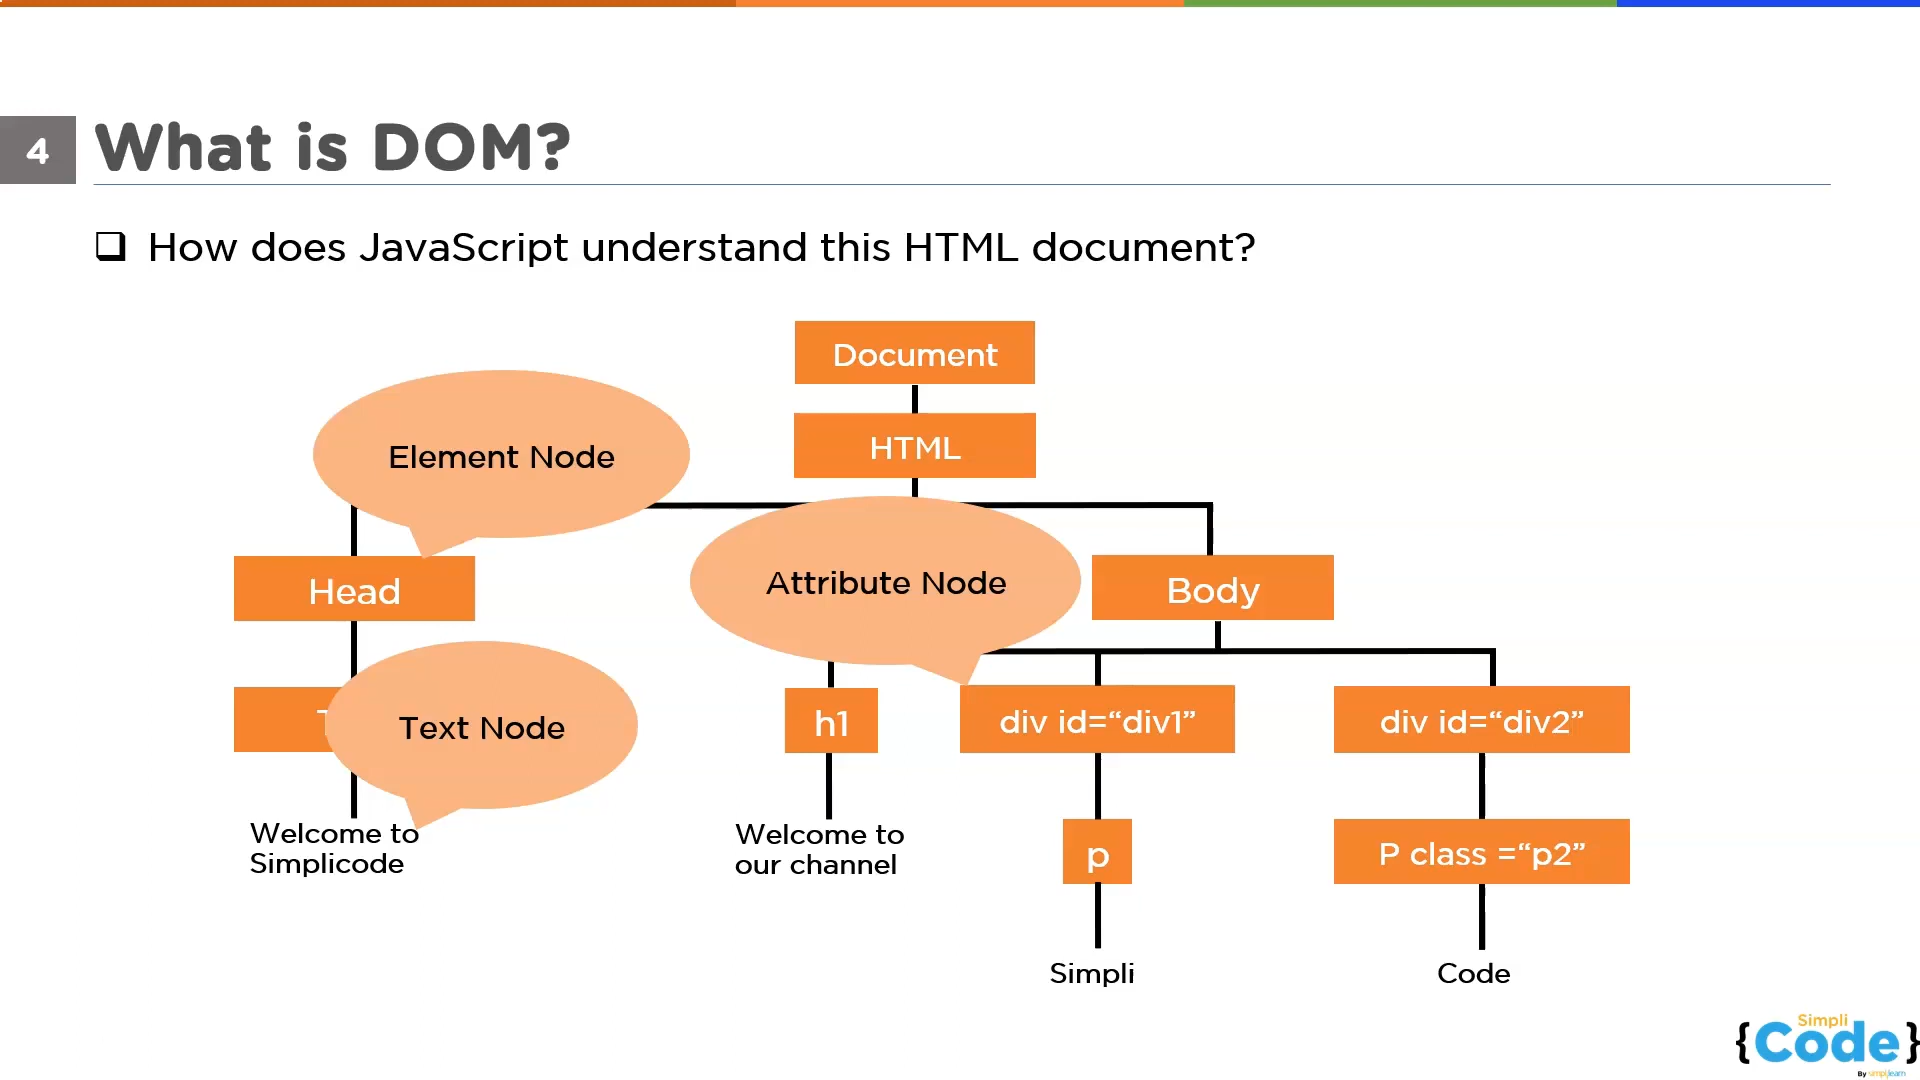 4
What is DOM?
How does JavaScript understand this HTML document?
Document
Element Node
HTML
Head
Attribute Node
Body
Text Node
h1
div id=“div1”
div id=“div2”
Welcome to
Simplicode
Welcome to
our channel
p
P class =“p2”
Simpli
Code
Simpli
{Code}
By simplilearn